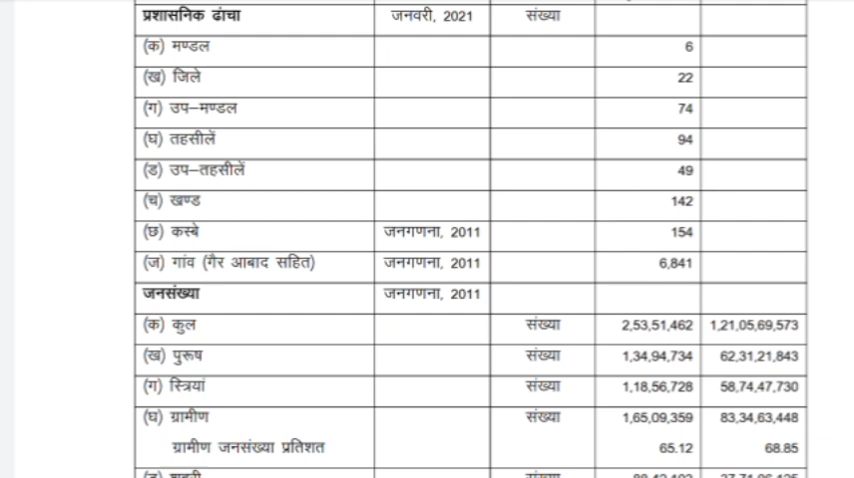 प्रशासनिक ढांचा जनवरी, 2021 संख्या
(क) मण्डल 6
(ख) जिले 22
(ग) उप–मण्डल 74
(घ) तहसीलें 94
(ड) उप–तहसीलें 49
(च) खण्ड 142
(छ) कस्बे जनगणना, 2011 154
(ज) गांव (गैर आबाद सहित) जनगणना, 2011 6,841
जनसंख्या जनगणना, 2011
(क) कुल संख्या 2,53,51,462 1,21,05,69,573
(ख) पुरूष संख्या 1,34,94,734 62,31,21,843
(ग) स्त्रियां संख्या 1,18,56,728 58,74,47,730
(घ) ग्रामीण संख्या 1,65,09,359 83,34,63,448
ग्रामीण जनसंख्या प्रतिशत 65.12 68.85